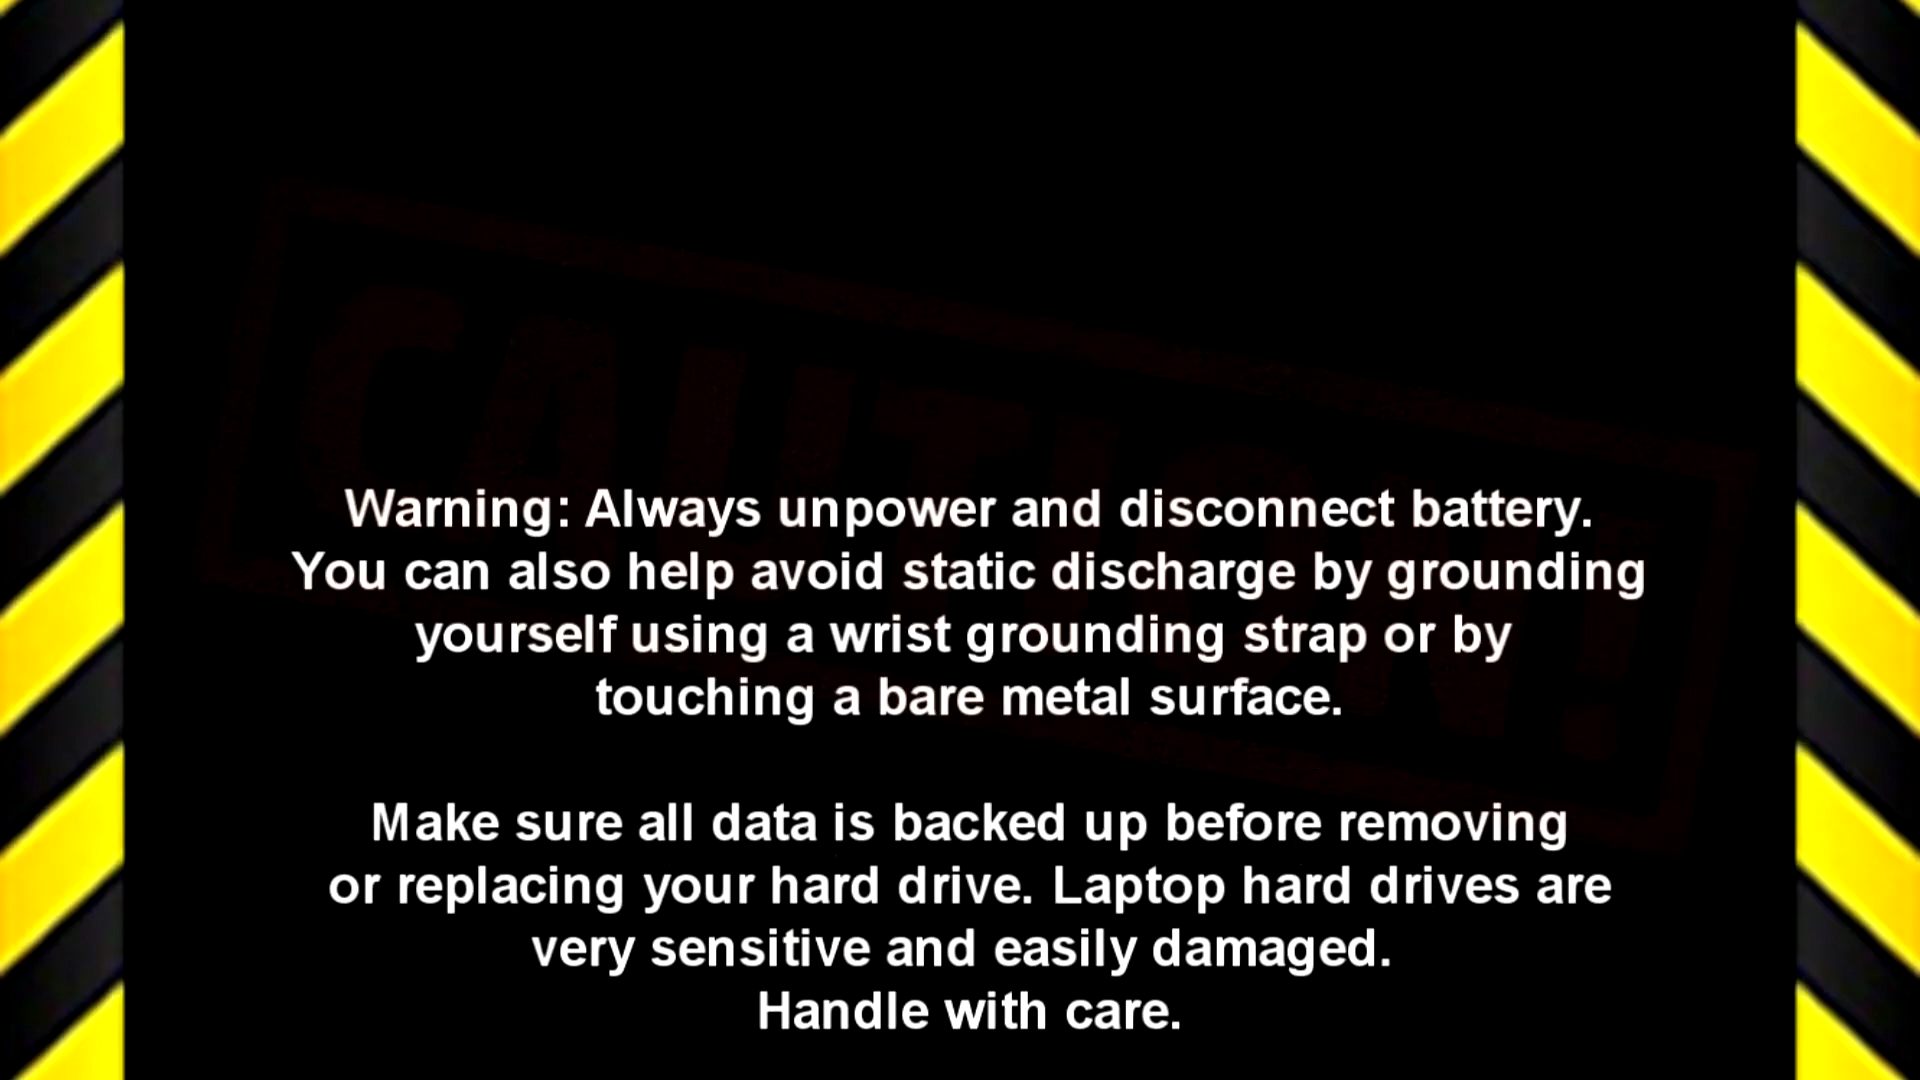 CAUTION!
Warning: Always unpower and disconnect battery.
You can also help avoid static discharge by grounding
yourself using a wrist grounding strap or by
touching a bare metal surface.
Make sure all data is backed up before removing
or replacing your hard drive. Laptop hard drives are
very sensitive and easily damaged.
Handle with care.